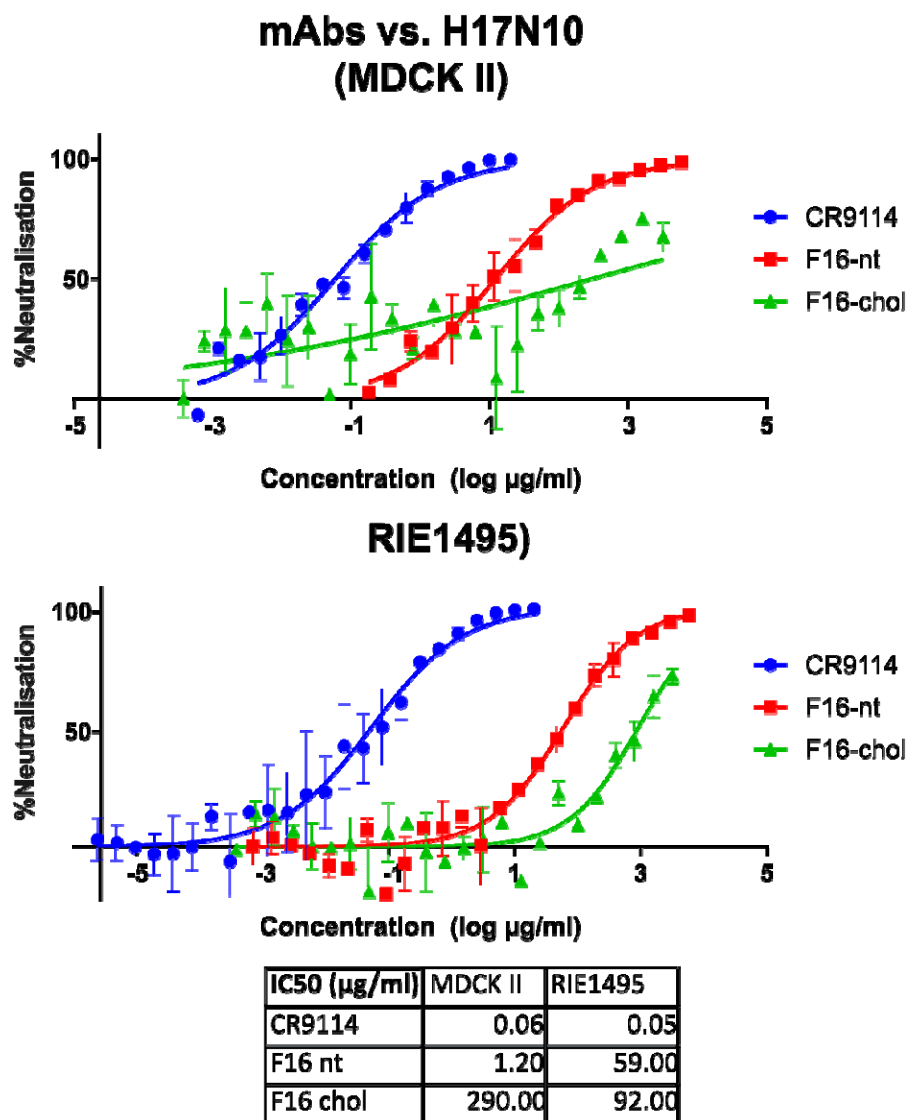 mAbs vs. H17N10
(MDCK II)
100
50
%Neutralisation
-5 -3 -1 1 3 5
Concentration (log µg/ml)
CR9114
F16-nt
F16-chol
RIE1495)
100
50
%Neutralisation
-5 -3 -1 1 3 5
Concentration (log µg/ml)
CR9114
F16-nt
F16-chol
IC50 (µg/ml) MDCK II RIE1495
CR9114 0.06 0.05
F16 nt 1.20 59.00
F16 chol 290.00 92.00